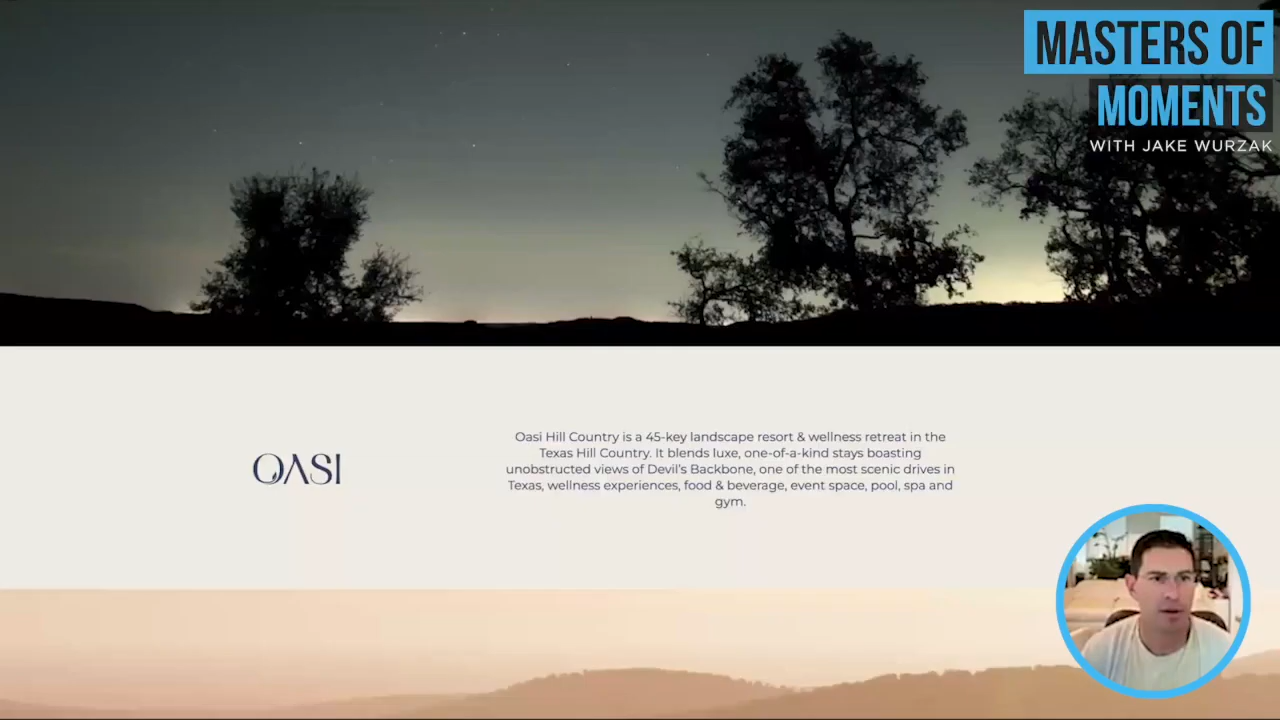 MASTERS OF
MOMENTS
WITH JAKE WURZAK
OASI
Oasi Hill Country is a 45-key landscape resort & wellness retreat in the
Texas Hill Country. It blends luxe, one-of-a-kind stays boasting
unobstructed views of Devil's Backbone, one of the most scenic drives in
Texas, wellness experiences, food & beverage, event space, pool, spa and
gym.